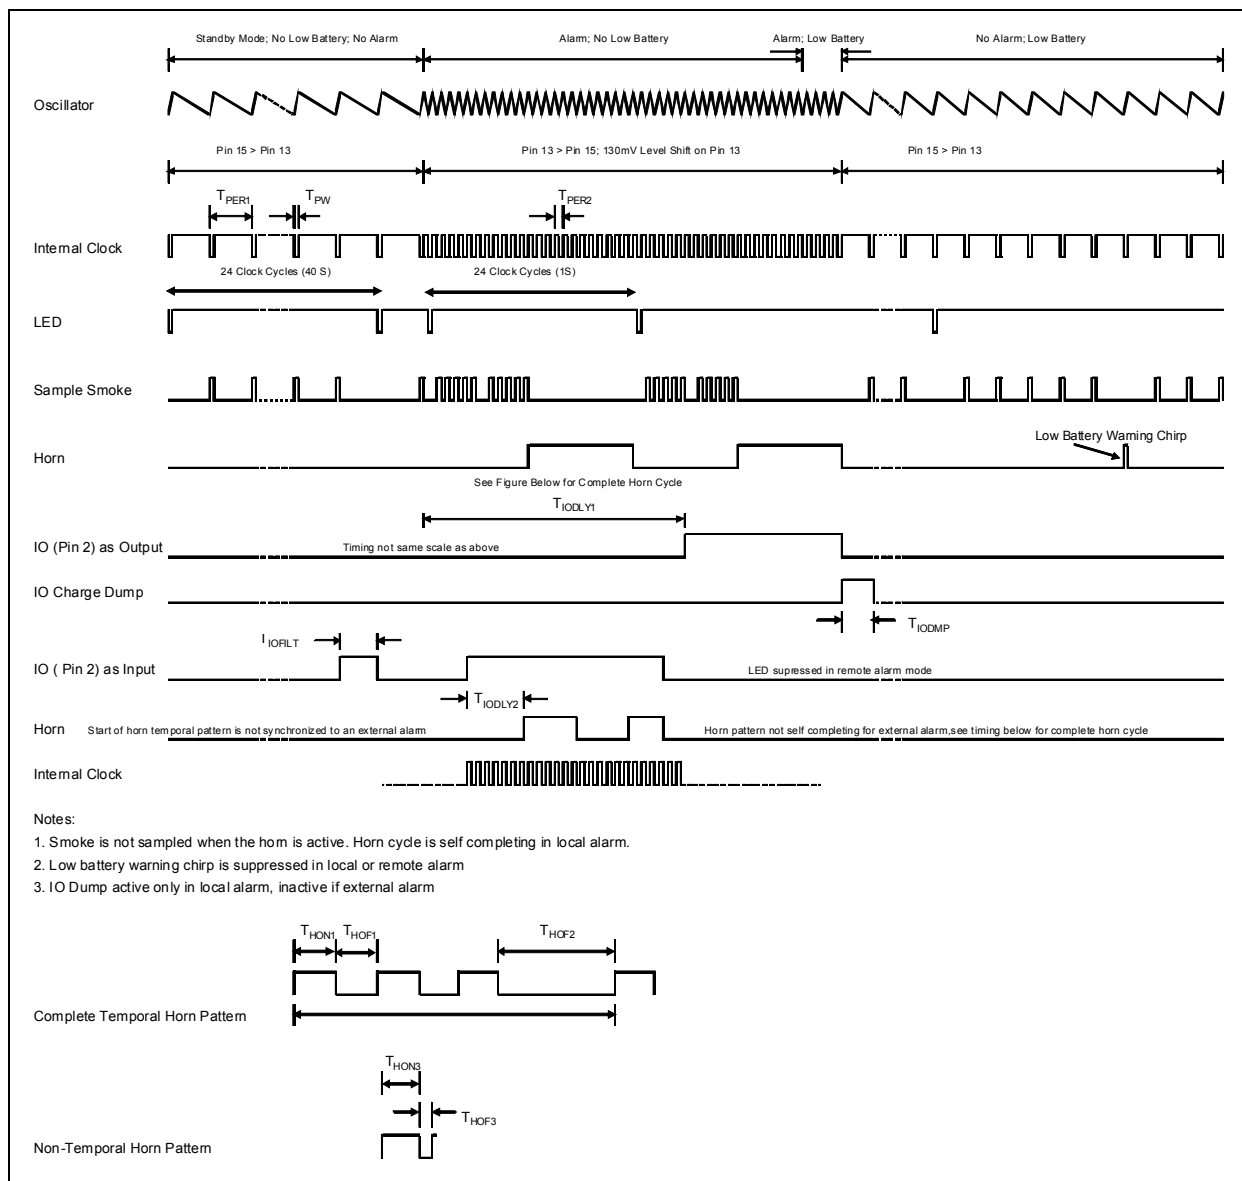 Standby Mode; No Low Battery; No Alarm
Alarm; No Low Battery
Alarm; Low Battery
No Alarm; Low Battery
Oscillator
Pin 15 > Pin 13
Pin 13 > Pin 15; 130mV Level Shift on Pin 13
Pin 15 > Pin 13
TPER1
TPW
TPER2
Internal Clock
24 Clock Cycles (40 S)
24 Clock Cycles (1S)
LED
Sample Smoke
Low Battery Warning Chirp
Horn
See Figure Below for Complete Horn Cycle
TIODLY1
IO (Pin 2) as Output
Timing not same scale as above
IO Charge Dump
TIODMP
TIOFILT
IO ( Pin 2) as Input
LED supressed in remote alarm mode
TIODLY2
Horn
Start of horn temporal pattern is not synchronized to an external alarm
Horn pattern not self completing for external alarm,see timing below for complete horn cycle
Internal Clock
Notes:
1. Smoke is not sampled when the horn is active. Horn cycle is self completing in local alarm.
2. Low battery warning chirp is suppressed in local or remote alarm
3. IO Dump active only in local alarm, inactive if external alarm
THON1
THOF1
THOF2
Complete Temporal Horn Pattern
THON3
THOF3
Non-Temporal Horn Pattern